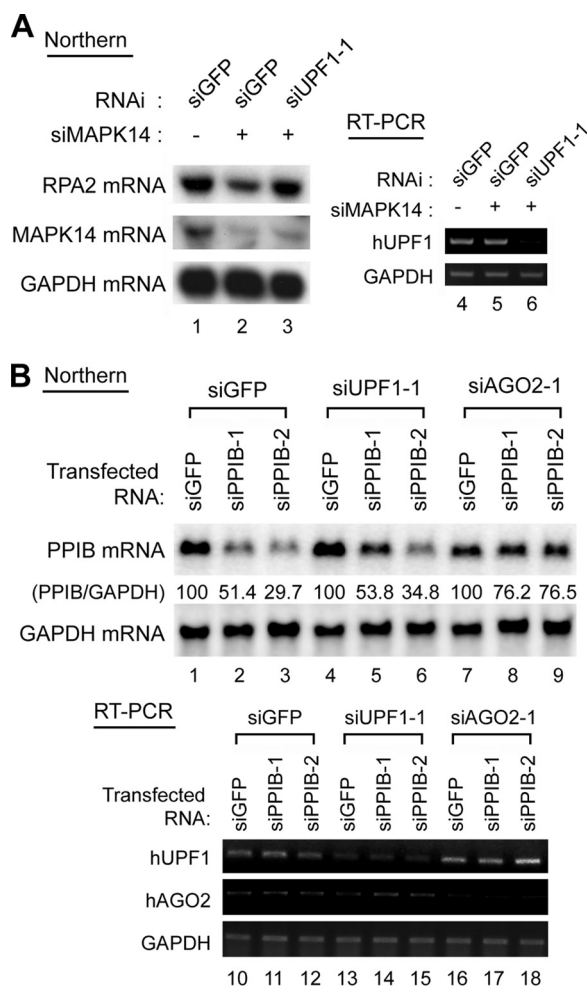 A Northern
RNAi : siGFP siGFP siUPF1-1
siMAPK14 : - + +
RPA2 mRNA
MAPK14 mRNA
GAPDH mRNA
1 2 3
RT-PCR
RNAi : siGFP siGFP siUPF1-1
siMAPK14 : - + +
hUPF1
GAPDH
4 5 6
B Northern
siGFP siUPF1-1 siAGO2-1
Transfected
RNA: siGFP siPPIB-1 siPPIB-2 siGFP siPPIB-1 siPPIB-2 siGFP siPPIB-1 siPPIB-2
PPIB mRNA
(PPIB/GAPDH) 100 51.4 29.7 100 53.8 34.8 100 76.2 76.5
GAPDH mRNA
1 2 3 4 5 6 7 8 9
RT-PCR
siGFP siUPF1-1 siAGO2-1
Transfected
RNA: siGFP siPPIB-1 siPPIB-2 siGFP siPPIB-1 siPPIB-2 siGFP siPPIB-1 siPPIB-2
hUPF1
hAGO2
GAPDH
10 11 12 13 14 15 16 17 18